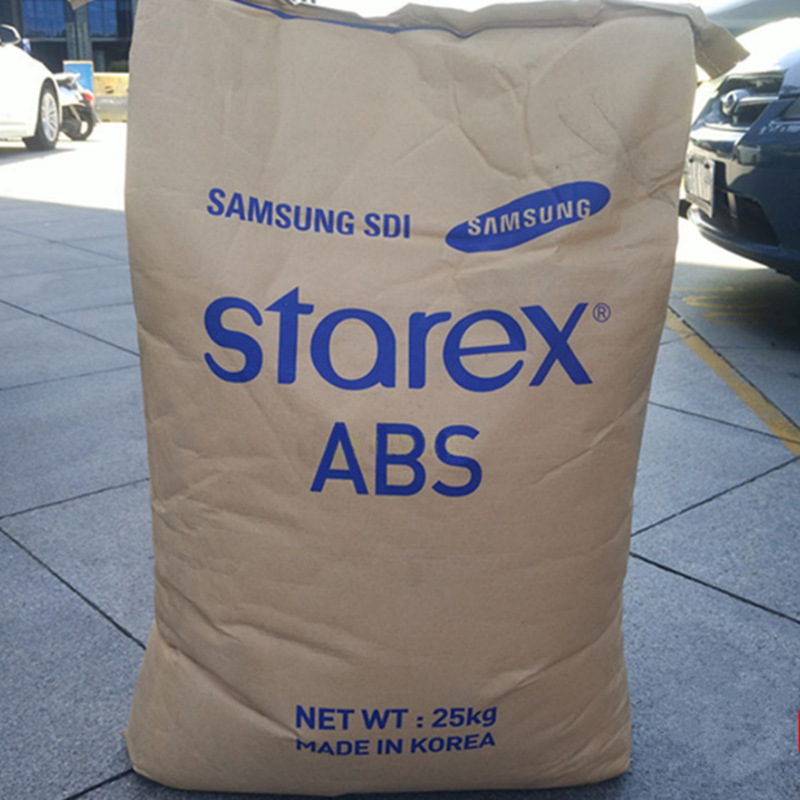 SAMSUNG SDI SAMSUNG
starex®
ABS
NET WT : 25kg
MADE IN KOREA